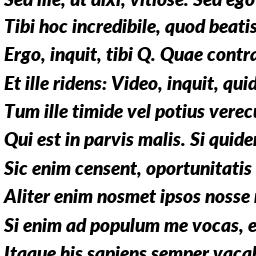 Sed ille, ut dixi, vitiose. Sed ego
Tibi hoc incredibile, quod beatis
Ergo, inquit, tibi Q. Quae contra
Et ille ridens: Video, inquit, quid
Tum ille timide vel potius verecu
Qui est in parvis malis. Si quide
Sic enim censent, oportunitatis
Aliter enim nosmet ipsos nosse
Si enim ad populum me vocas, e
Itaque his sapiens semper vacal